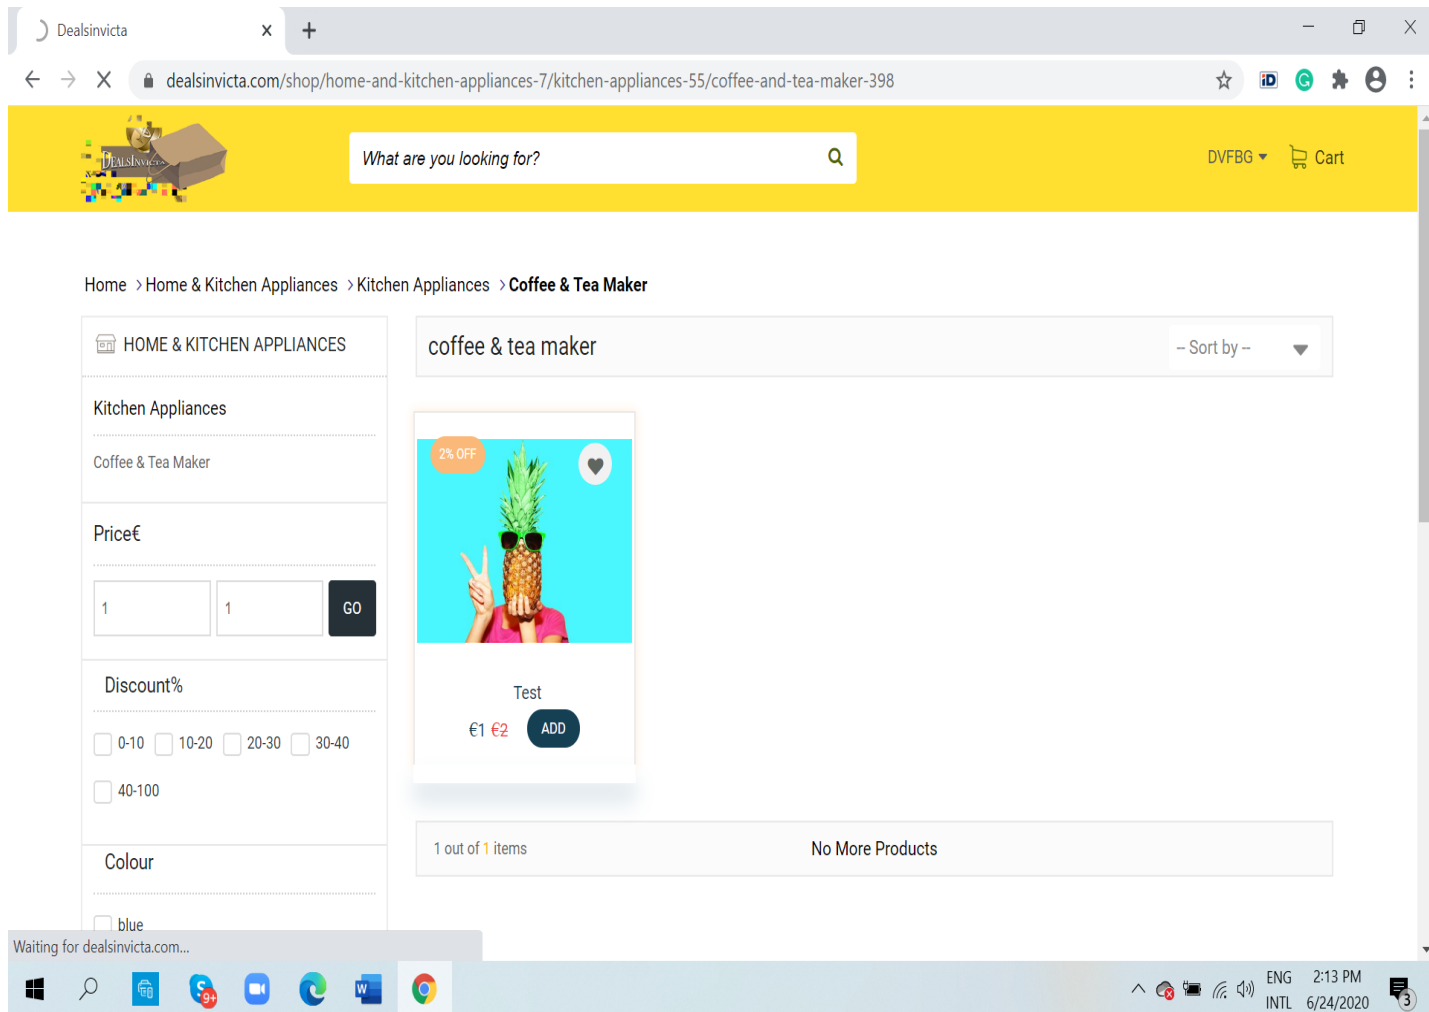 Dealsinvicta
dealsinvicta.com/shop/home-and-kitchen-appliances-7/kitchen-appliances-55/coffee-and-tea-maker-398
DEALSINVICTA
What are you looking for?
DVFBG
Cart
Home > Home & Kitchen Appliances > Kitchen Appliances > Coffee & Tea Maker
HOME & KITCHEN APPLIANCES
Kitchen Appliances
Coffee & Tea Maker
Price€
1 1 GO
Discount%
0-10 10-20 20-30 30-40
40-100
Colour
blue
coffee & tea maker
-- Sort by --
2% OFF
Test
€1 €2 ADD
1 out of 1 items
No More Products
Waiting for dealsinvicta.com...
ENG 2:13 PM
INTL 6/24/2020
iD
G
S
9+
W
3